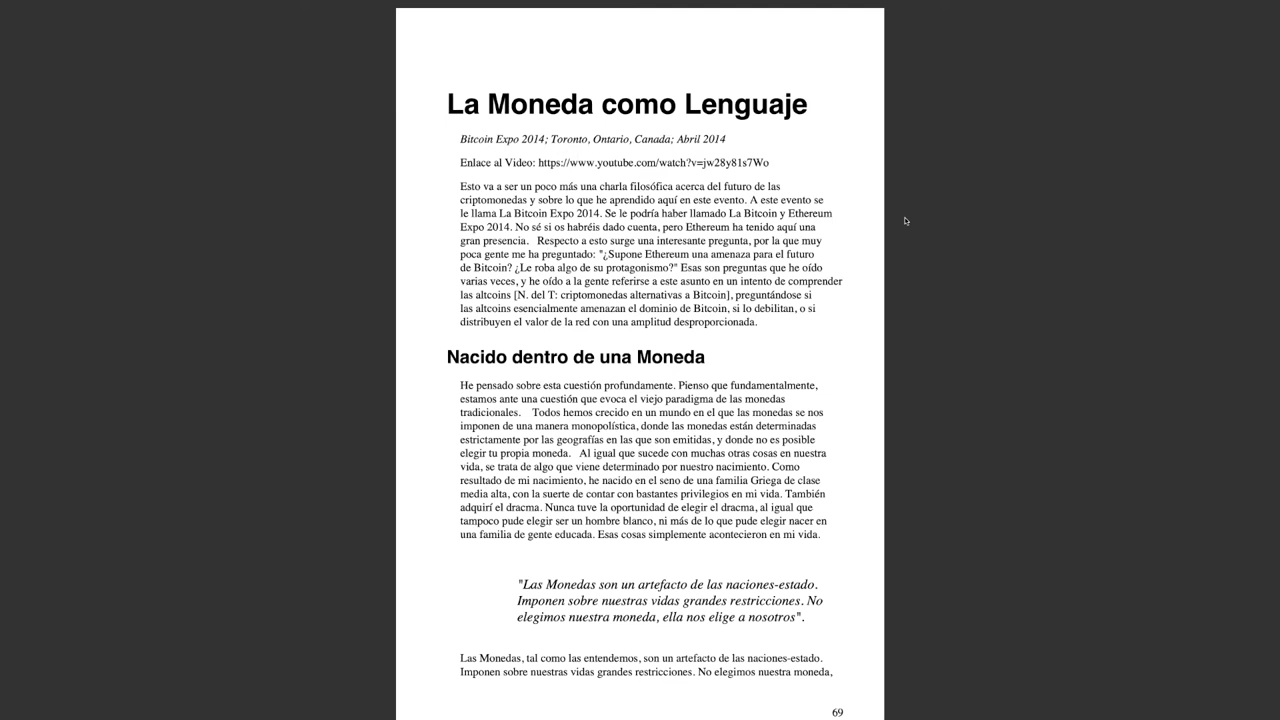 La Moneda como Lenguaje
Bitcoin Expo 2014; Toronto, Ontario, Canada; Abril 2014
Enlace al Video: https://www.youtube.com/watch?v=jw28y81s7Wo
Esto va a ser un poco más una charla filosófica acerca del futuro de las
criptomonedas y sobre lo que he aprendido aquí en este evento. A este evento se
le llama La Bitcoin Expo 2014. Se le podría haber llamado La Bitcoin y Ethereum
Expo 2014. No sé si os habréis dado cuenta, pero Ethereum ha tenido aquí una
gran presencia. Respecto a esto surge una interesante pregunta, por la que muy
poca gente me ha preguntado: "¿Supone Ethereum una amenaza para el futuro
de Bitcoin? ¿Le roba algo de su protagonismo?" Esas son preguntas que he oído
varias veces, y he oído a la gente referirse a este asunto en un intento de comprender
las altcoins [N. del T: criptomonedas alternativas a Bitcoin], preguntándose si
las altcoins esencialmente amenazan el dominio de Bitcoin, si lo debilitan, o si
distribuyen el valor de la red con una amplitud desproporcionada.
Nacido dentro de una Moneda
He pensado sobre esta cuestión profundamente. Pienso que fundamentalmente,
estamos ante una cuestión que evoca el viejo paradigma de las monedas
tradicionales. Todos hemos crecido en un mundo en el que las monedas se nos
imponen de una manera monopolística, donde las monedas están determinadas
estrictamente por las geografías en las que son emitidas, y donde no es posible
elegir tu propia moneda. Al igual que sucede con muchas otras cosas en nuestra
vida, se trata de algo que viene determinado por nuestro nacimiento. Como
resultado de mi nacimiento, he nacido en el seno de una familia Griega de clase
media alta, con la suerte de contar con bastantes privilegios en mi vida. También
adquirí el dracma. Nunca tuve la oportunidad de elegir el dracma, al igual que
tampoco pude elegir ser un hombre blanco, ni más de lo que pude elegir nacer en
una familia de gente educada. Esas cosas simplemente acontecieron en mi vida.
"Las Monedas son un artefacto de las naciones-estado.
Imponen sobre nuestras vidas grandes restricciones. No
elegimos nuestra moneda, ella nos elige a nosotros".
Las Monedas, tal como las entendemos, son un artefacto de las naciones-estado.
Imponen sobre nuestras vidas grandes restricciones. No elegimos nuestra moneda,
69